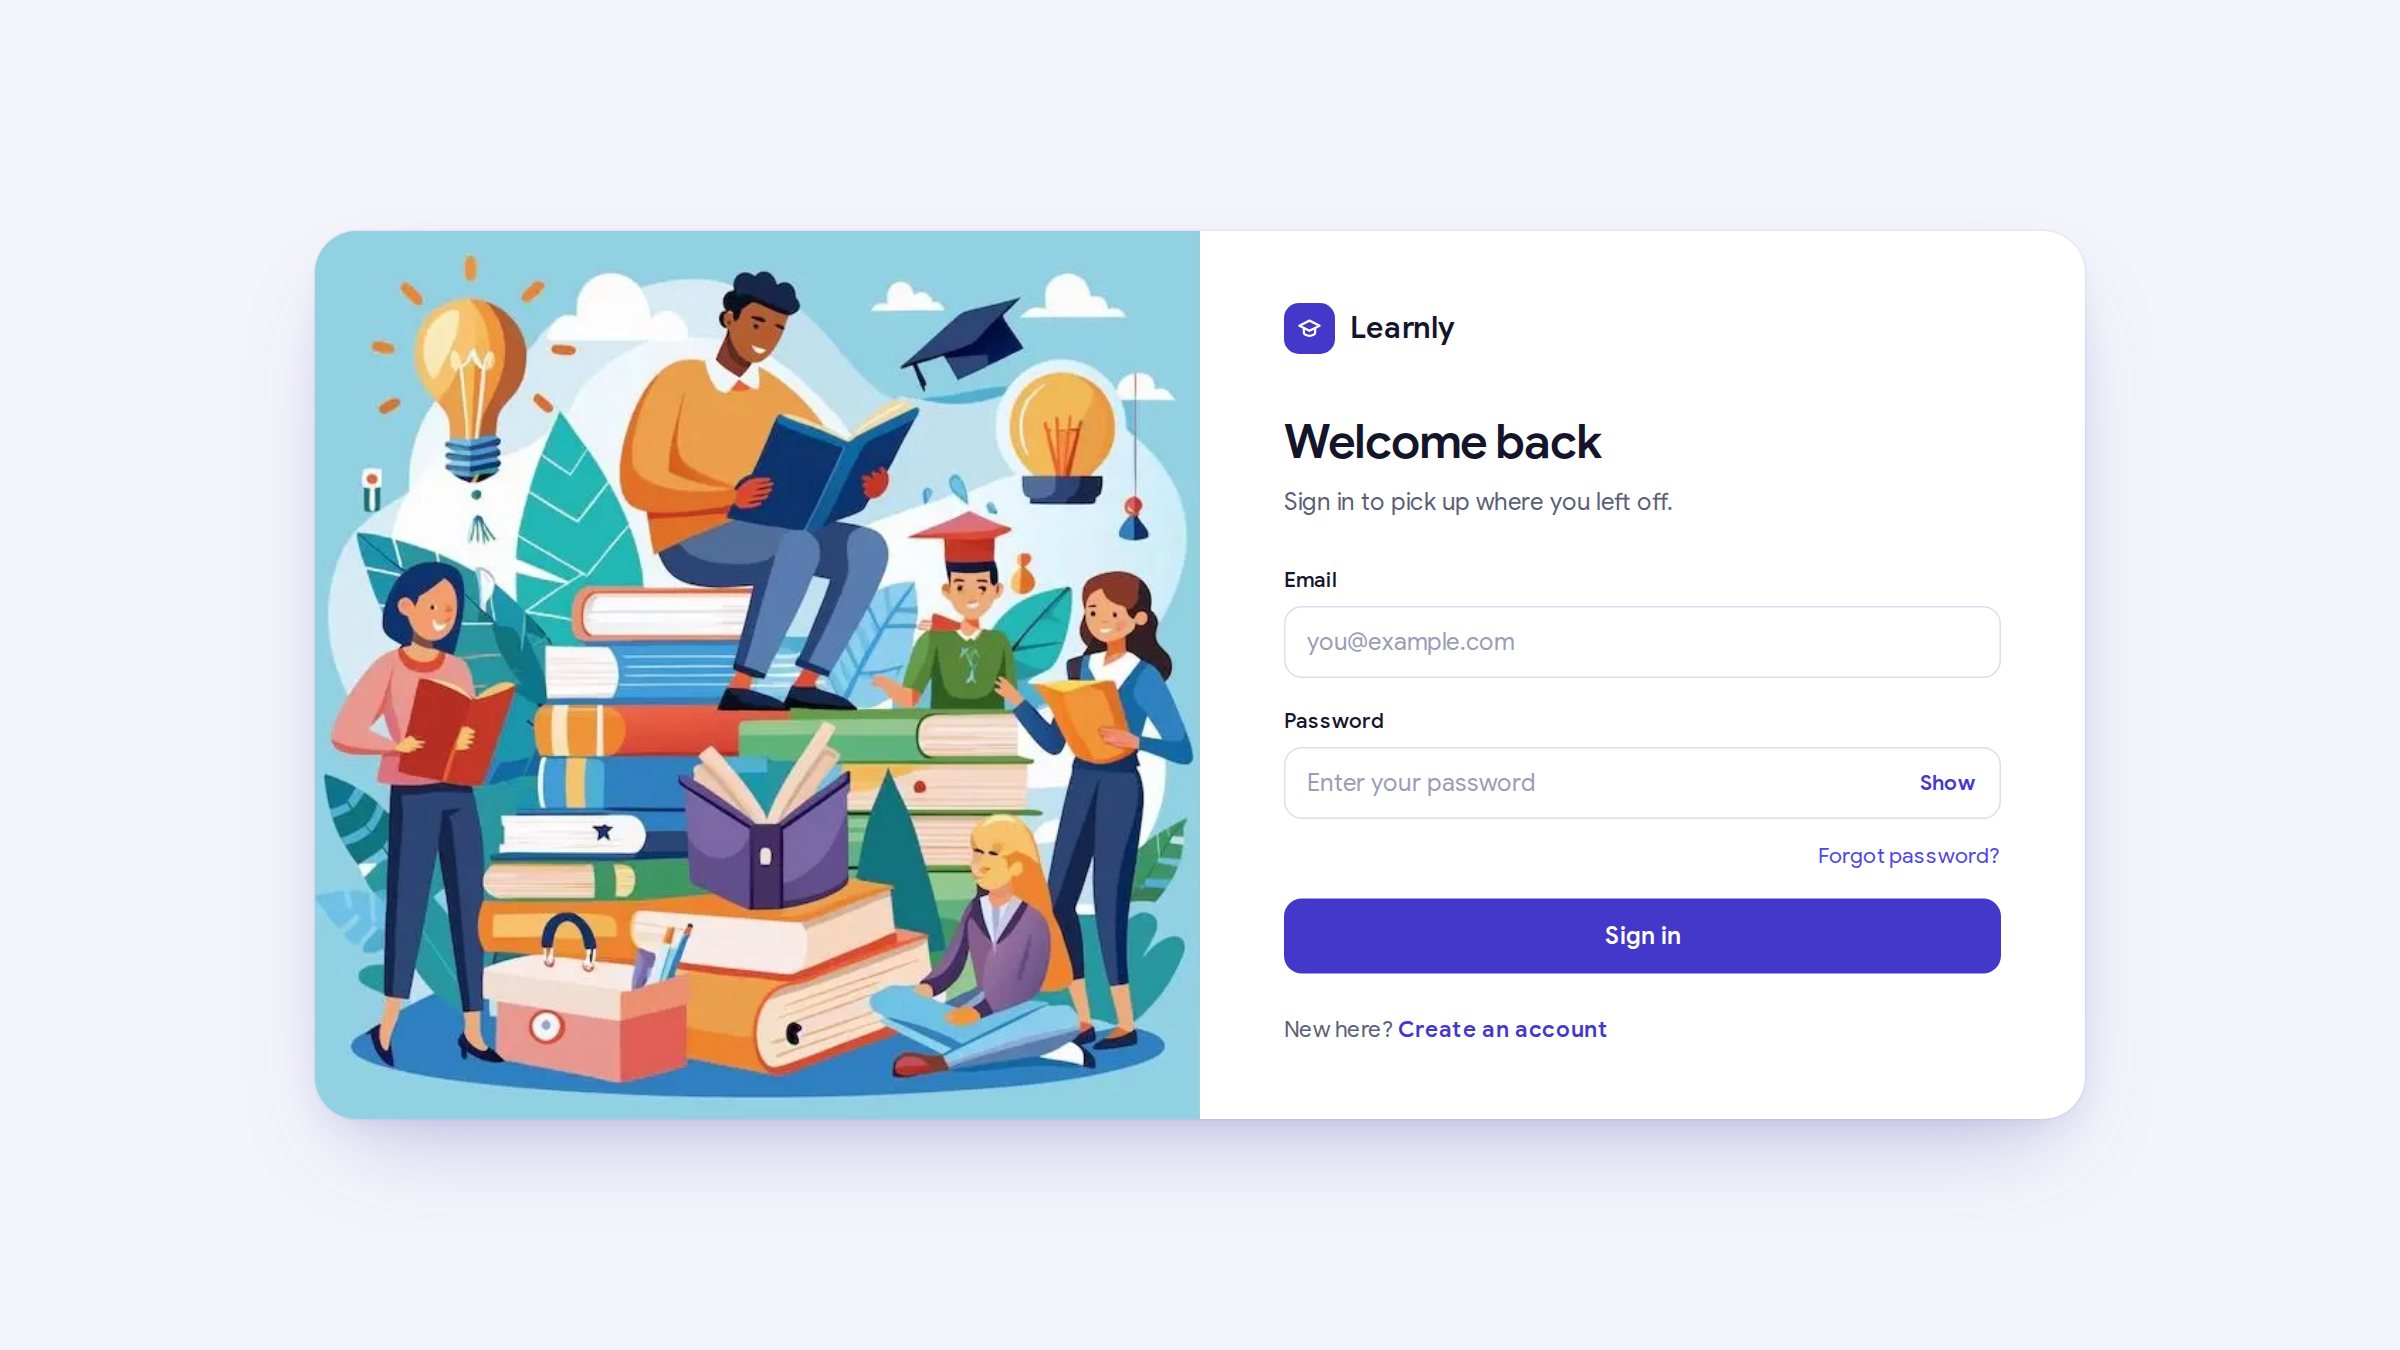 Learnly
Welcome back
Sign in to pick up where you left off.
Email
you@example.com
Password
Enter your password
Show
Forgot password?
Sign in
New here? Create an account